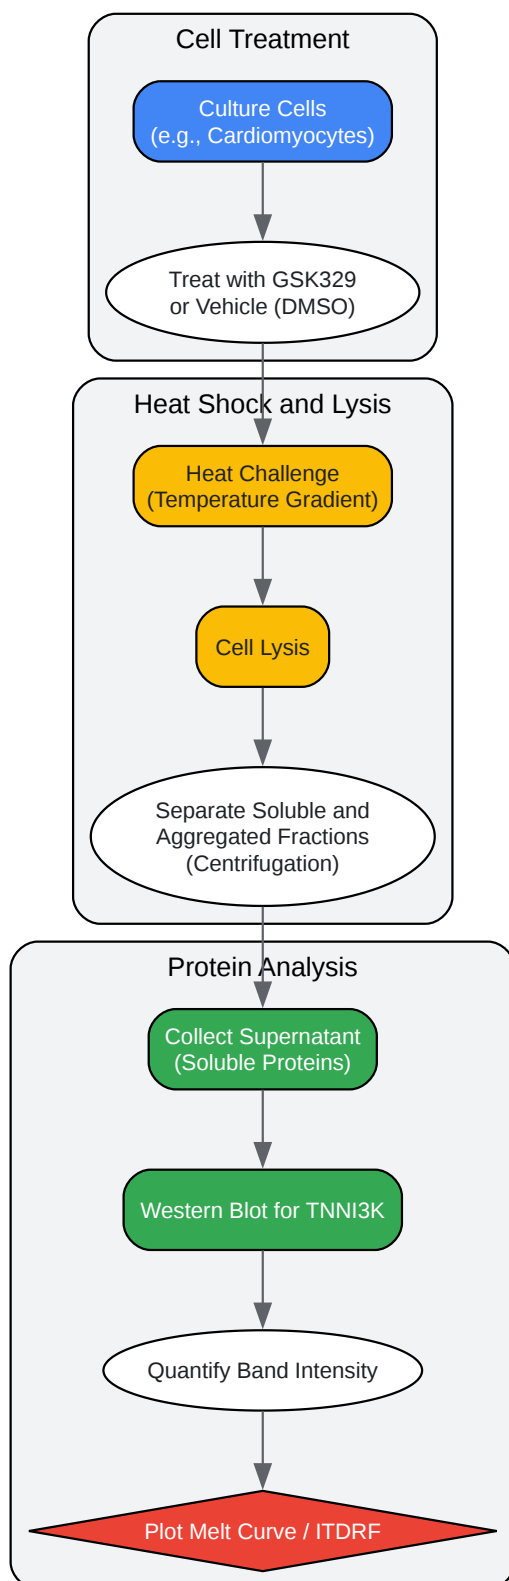 Cell Treatment
Culture Cells
(e.g., Cardiomyocytes)
Treat with GSK329
or Vehicle (DMSO)
Heat Shock and Lysis
Heat Challenge
(Temperature Gradient)
Cell Lysis
Separate Soluble and
Aggregated Fractions
(Centrifugation)
Protein Analysis
Collect Supernatant
(Soluble Proteins)
Western Blot for TNNI3K
Quantify Band Intensity
Plot Melt Curve / ITDRF